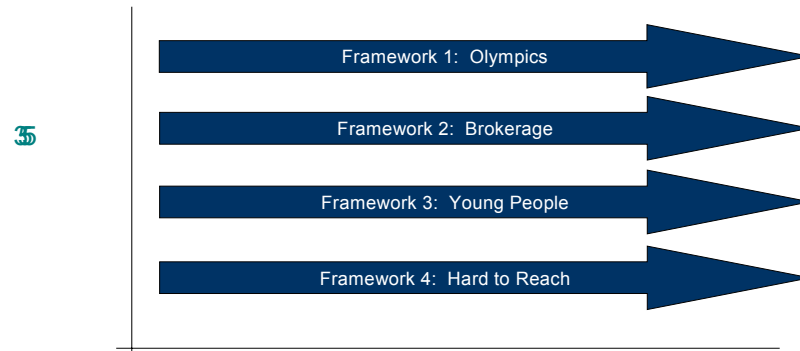 Framework 1: Olympics
Framework 2: Brokerage
Framework 3: Young People
Framework 4: Hard to Reach